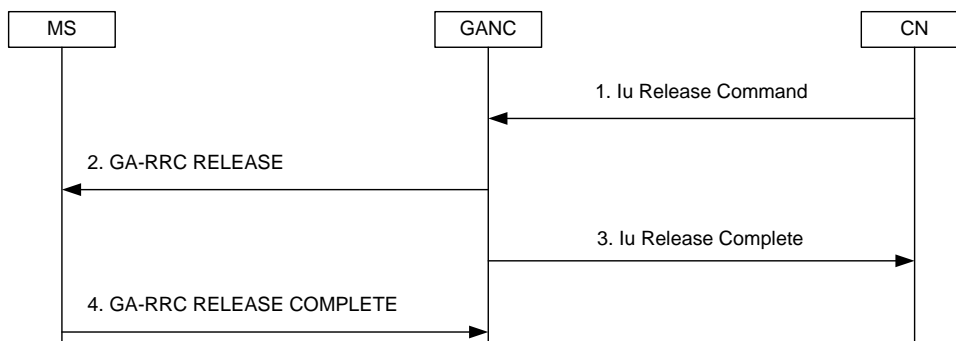 MS
GANC
CN
1. Iu Release Command
2. GA-RRC RELEASE
3. Iu Release Complete
4. GA-RRC RELEASE COMPLETE